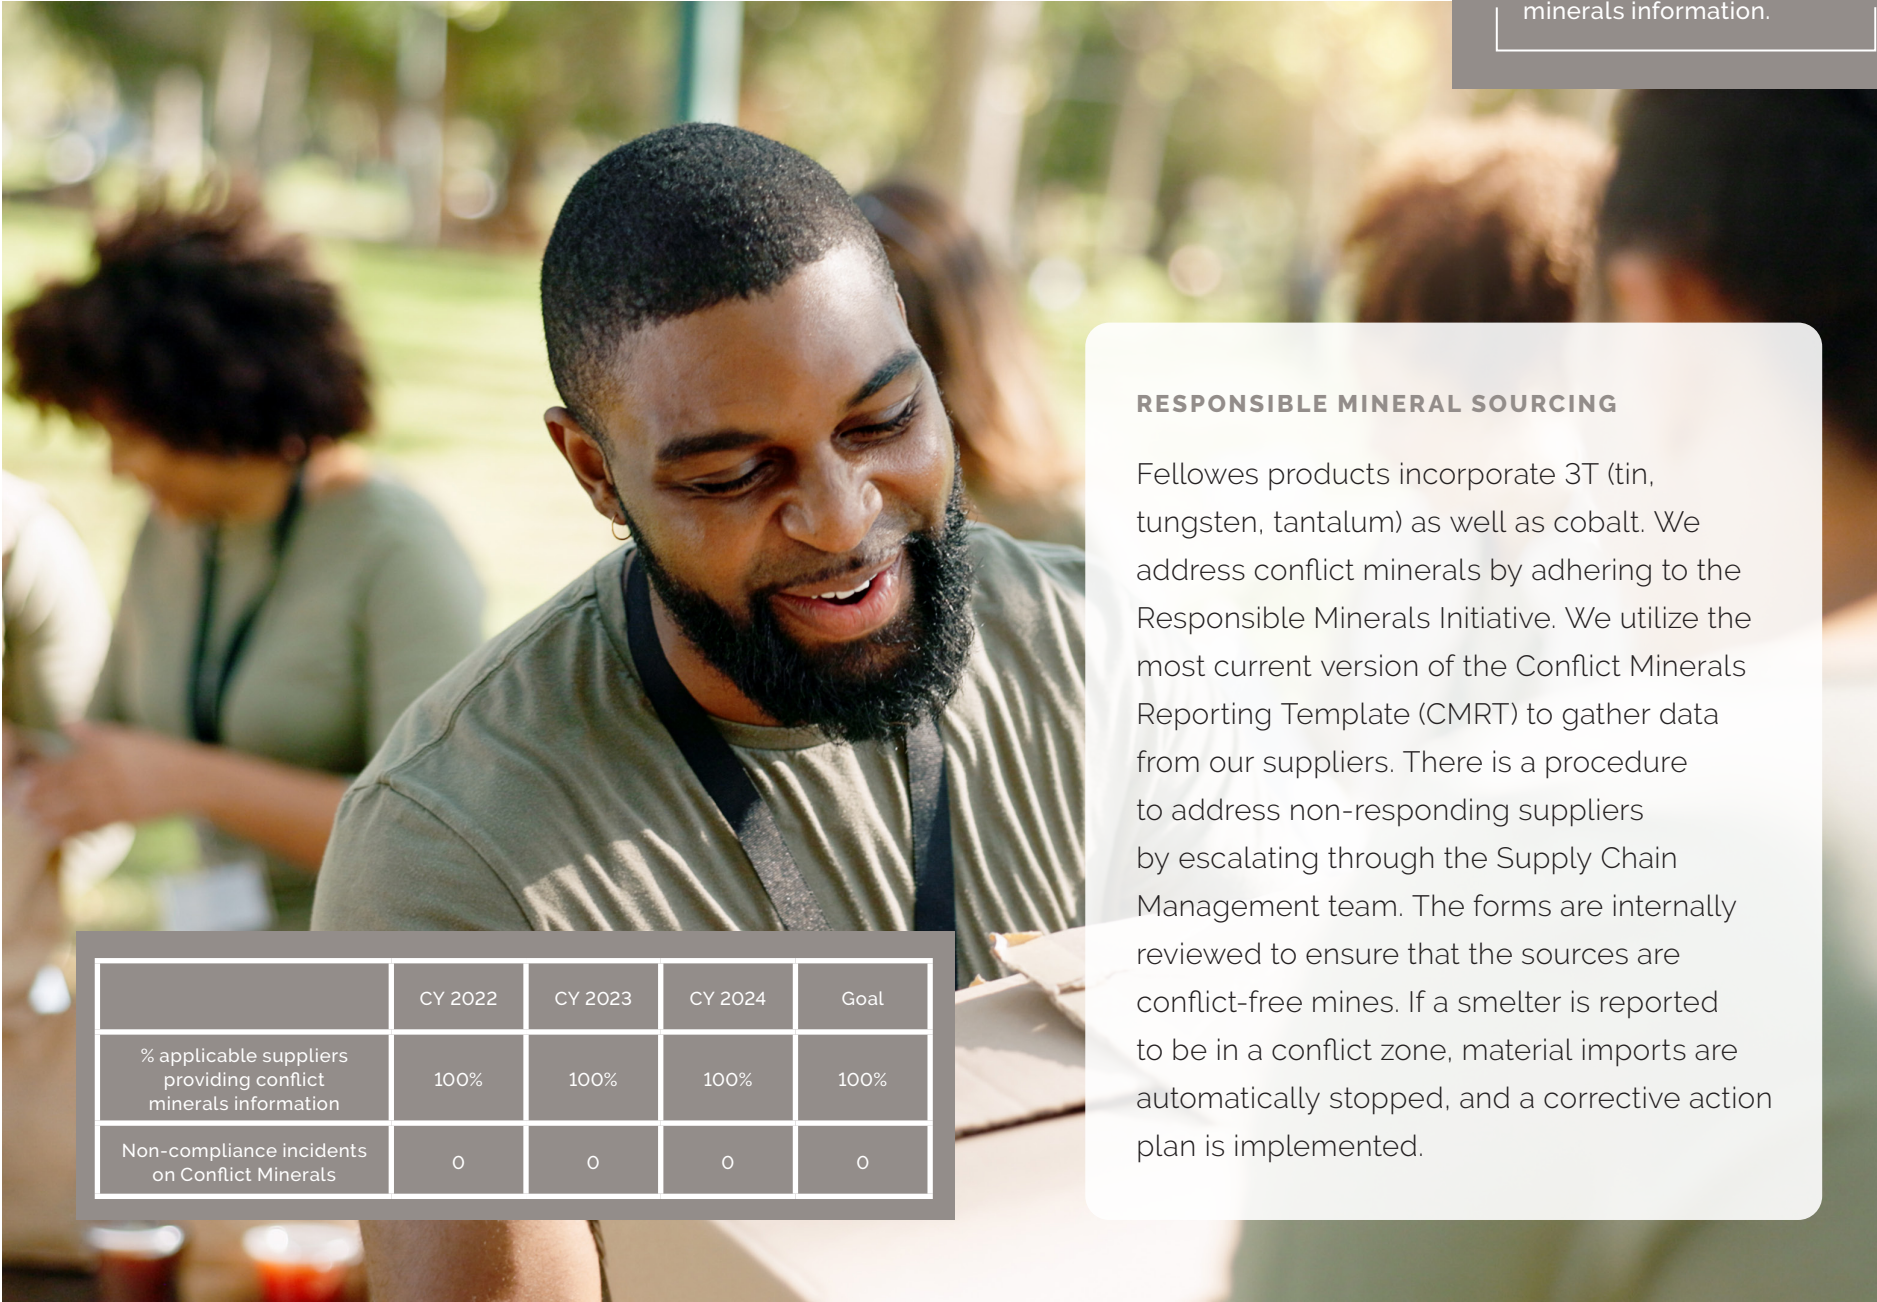 minerals information.
RESPONSIBLE MINERAL SOURCING
Fellowes products incorporate 3T (tin,
tungsten, tantalum) as well as cobalt. We
address conflict minerals by adhering to the
Responsible Minerals Initiative. We utilize the
most current version of the Conflict Minerals
Reporting Template (CMRT) to gather data
from our suppliers. There is a procedure
to address non-responding suppliers
by escalating through the Supply Chain
Management team. The forms are internally
reviewed to ensure that the sources are
conflict-free mines. If a smelter is reported
to be in a conflict zone, material imports are
automatically stopped, and a corrective action
plan is implemented.
CY 2022 CY 2023 CY 2024 Goal
% applicable suppliers
providing conflict
minerals information
100% 100% 100% 100%
Non-compliance incidents
on Conflict Minerals
0 0 0 0